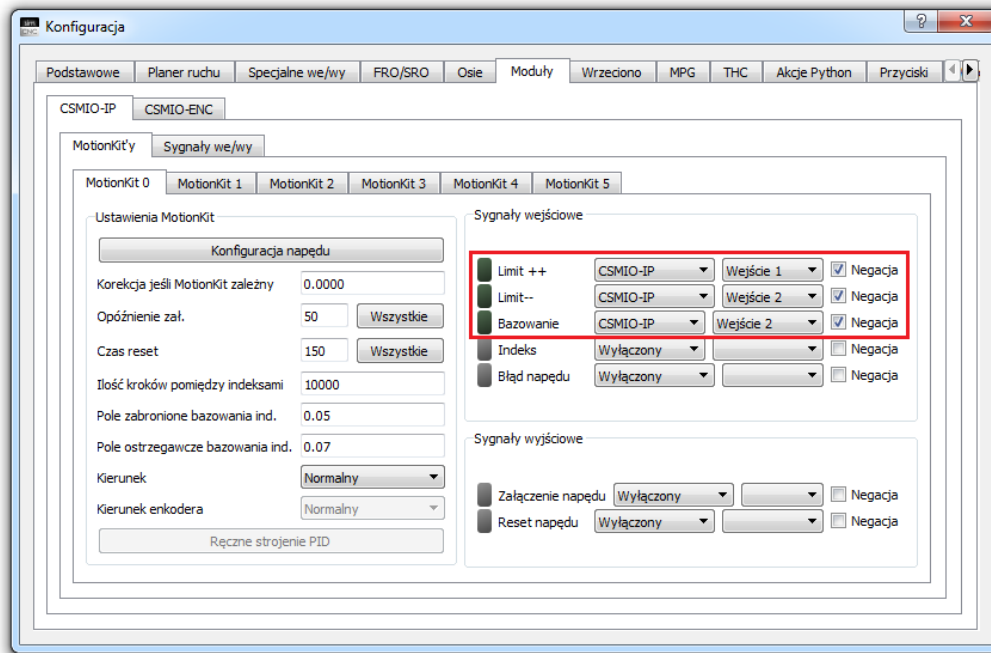 Konfiguracja
Podstawowe Planer ruchu Specjalne we/wy FRO/SRO Osie Moduły Wrzeciono MPG THC Akcje Python Przyciski
CSMIO-IP CSMIO-ENC
MotionKit'y Sygnały we/wy
MotionKit 0 MotionKit 1 MotionKit 2 MotionKit 3 MotionKit 4 MotionKit 5
Ustawienia MotionKit
Konfiguracja napędu
Korekcja jeśli MotionKit zależny 0.0000
Opóźnienie zał. 50 Wszystkie
Czas reset 150 Wszystkie
Ilość kroków pomiędzy indeksami 10000
Pole zabronione bazowania ind. 0.05
Pole ostrzegawcze bazowania ind. 0.07
Kierunek Normalny
Kierunek enkodera Normalny
Ręczne strojenie PID
Sygnały wejściowe
Limit ++ CSMIO-IP Wejście 1 Negacja
Limit-- CSMIO-IP Wejście 2 Negacja
Bazowanie CSMIO-IP Wejście 2 Negacja
Indeks Wyłączony Negacja
Błąd napędu Wyłączony Negacja
Sygnały wyjściowe
Załączenie napędu Wyłączony Negacja
Reset napędu Wyłączony Negacja